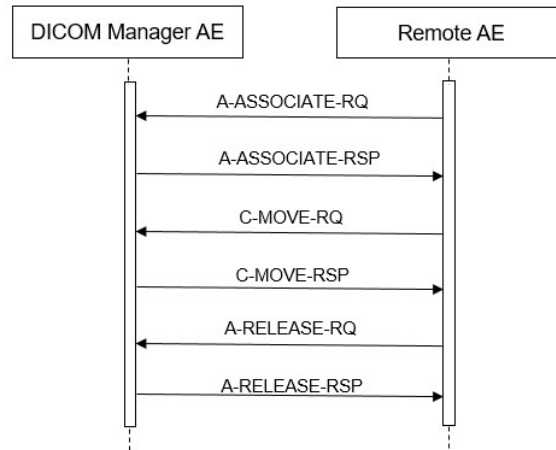 DICOM Manager AE
Remote AE
A-ASSOCIATE-RQ
A-ASSOCIATE-RSP
C-MOVE-RQ
C-MOVE-RSP
A-RELEASE-RQ
A-RELEASE-RSP